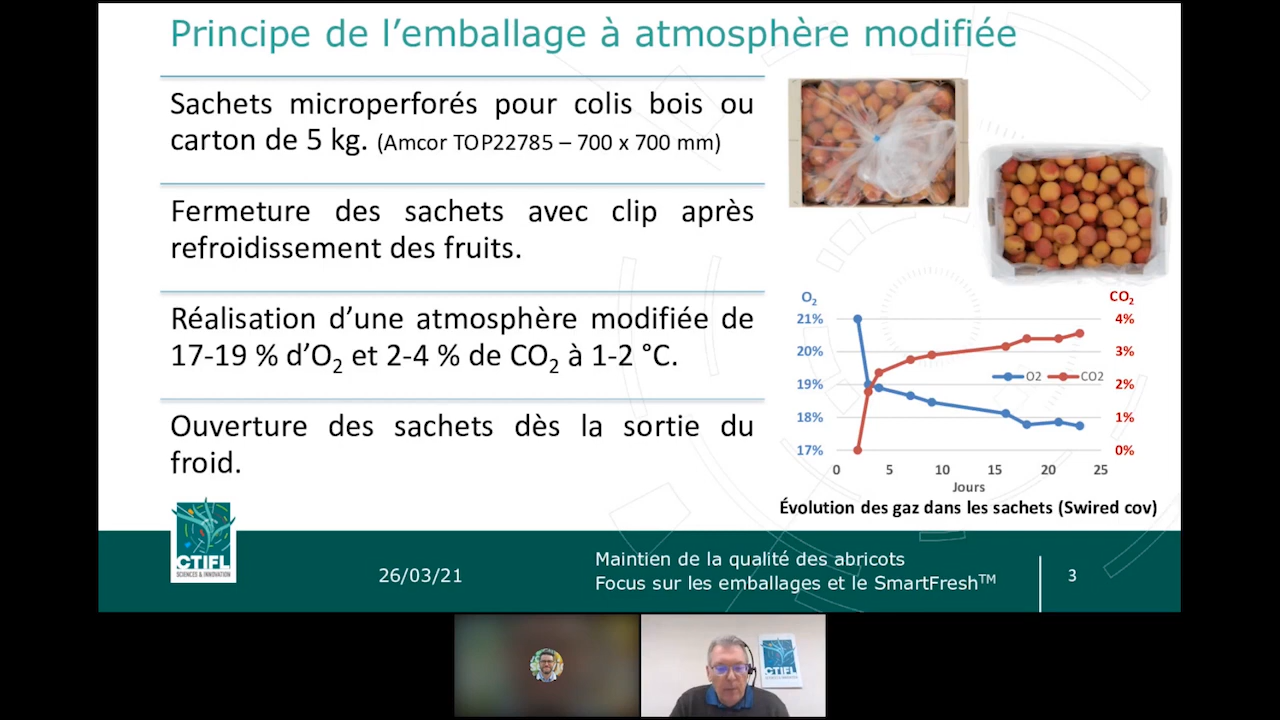 Principe de l’emballage à atmosphère modifiée
Sachets microperforés pour colis bois ou
carton de 5 kg. (Amcor TOP22785 – 700 x 700 mm)
Fermeture des sachets avec clip après
refroidissement des fruits.
Réalisation d’une atmosphère modifiée de
17-19 % d’O2 et 2-4 % de CO2 à 1-2 °C.
Ouverture des sachets dès la sortie du
froid.
O2 CO2
21% 4%
20% 3%
19% 2%
18% 1%
17% 0%
O2 CO2
0 5 10 15 20 25
Jours
Évolution des gaz dans les sachets (Swired cov)
CTIFL
SCIENCES & INNOVATION
26/03/21
Maintien de la qualité des abricots
Focus sur les emballages et le SmartFresh™
3
CTIFL